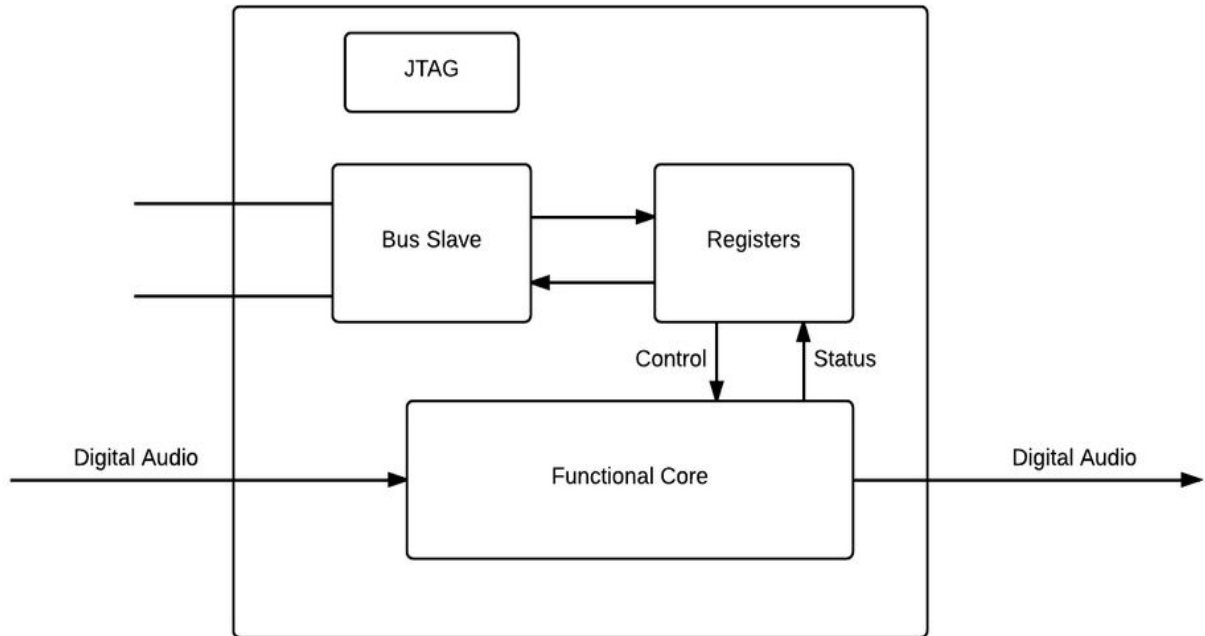 JTAG
Bus Slave
Registers
Control
Status
Digital Audio
Functional Core
Digital Audio